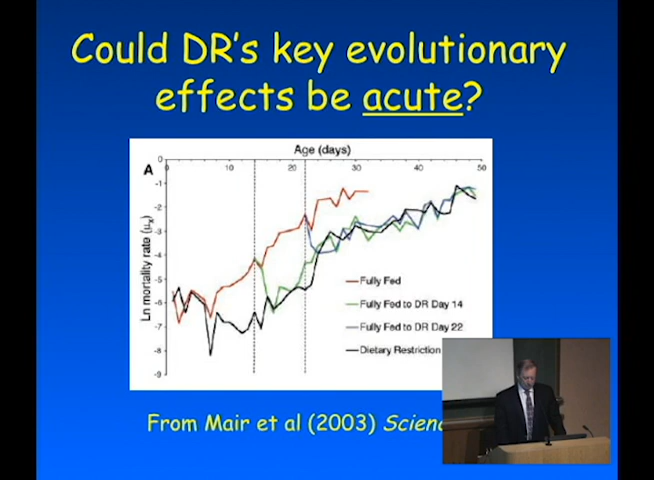 Could DR's key evolutionary
effects be acute?
Age (days)
A
0 10 20 30 40 50
0
-1
-2
-3
-4
-5
-6
-7
-8
-9
Ln mortality rate (μx)
Fully Fed
Fully Fed to DR Day 14
Fully Fed to DR Day 22
Dietary Restriction
From Mair et al (2003) Scienc